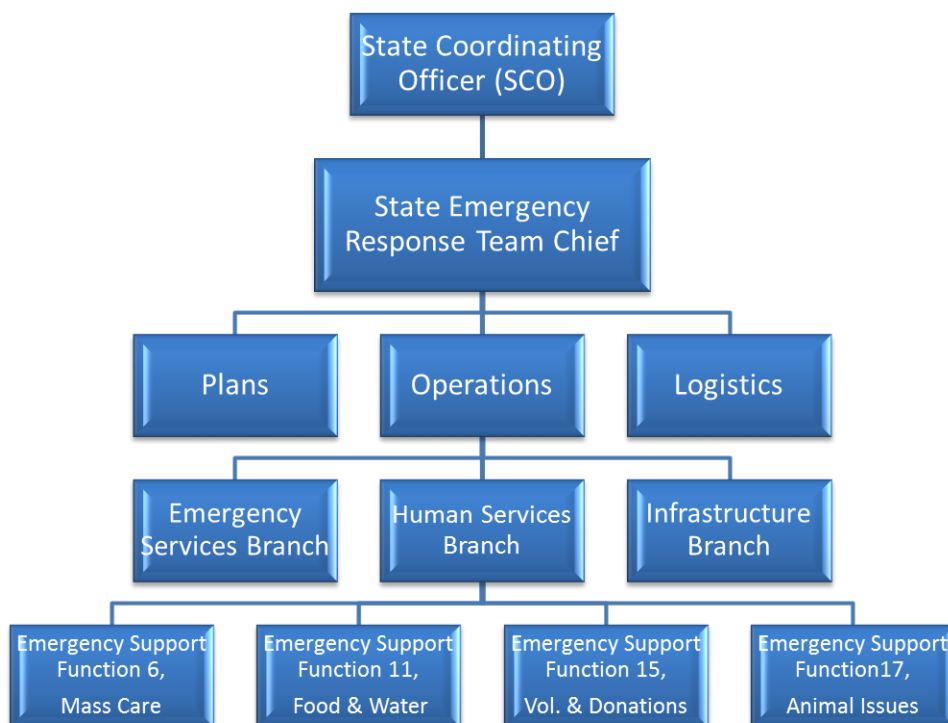 State Coordinating
Officer (SCO)
State Emergency
Response Team Chief
Plans
Operations
Logistics
Emergency
Services Branch
Human Services
Branch
Infrastructure
Branch
Emergency Support
Function 6,
Mass Care
Emergency Support
Function 11,
Food & Water
Emergency Support
Function 15,
Vol. & Donations
Emergency Support
Function17,
Animal Issues